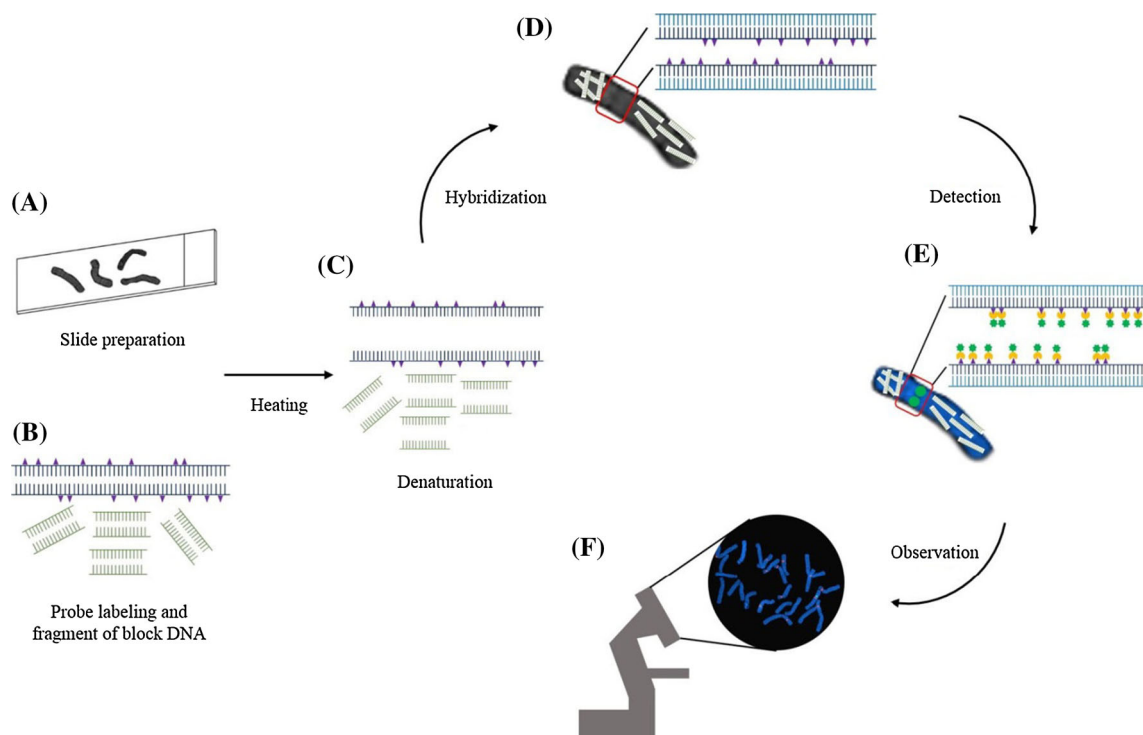 (A)
Slide preparation
(B)
Probe labeling and
fragment of block DNA
Heating
(C)
Denaturation
Hybridization
(D)
Detection
(E)
Observation
(F)